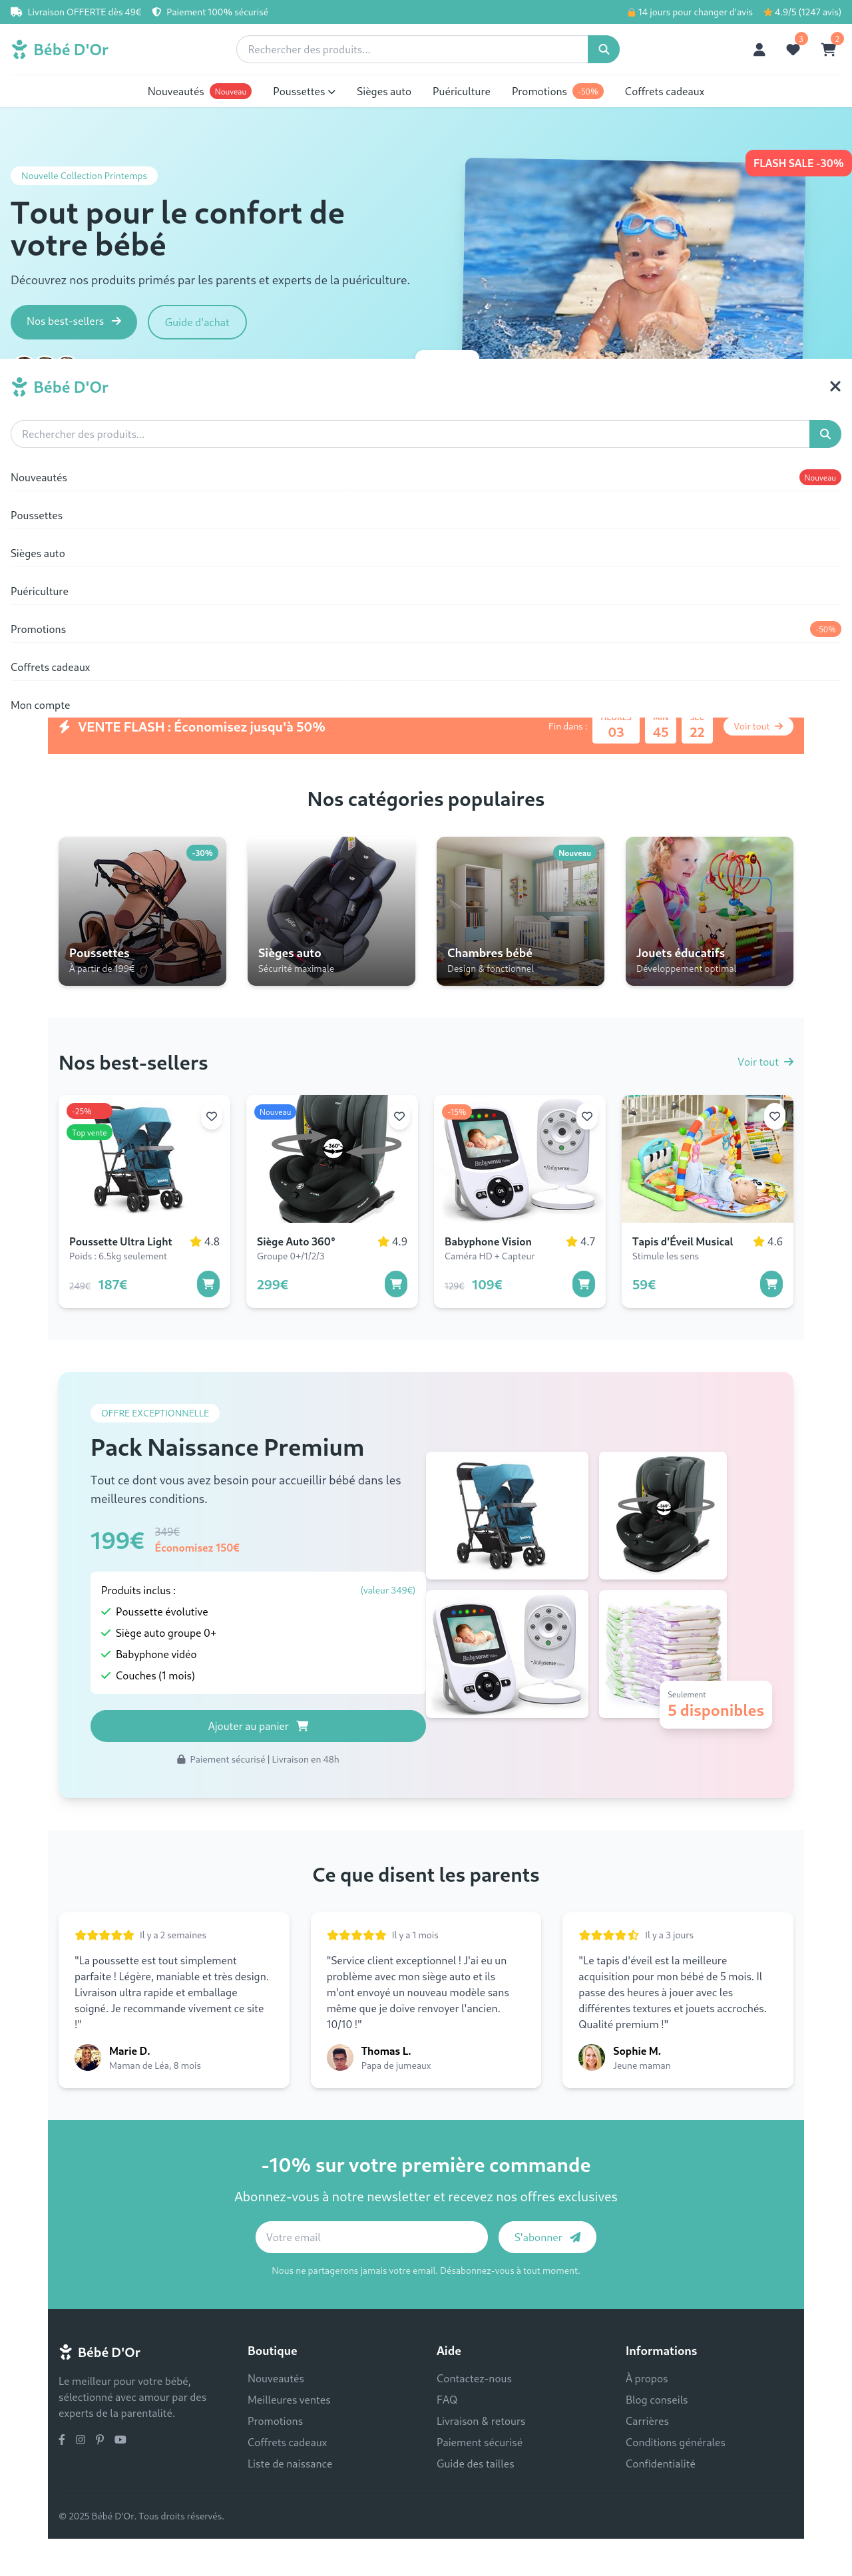 Livraison OFFERTE dès 49€ Paiement 100% sécurisé 14 jours pour changer d'avis 4.9/5 (1247 avis)
Bébé D'Or Rechercher des produits... 3 2
Nouveautés Nouveau Poussettes Sièges auto Puériculture Promotions -50% Coffrets cadeaux
FLASH SALE -30%
Nouvelle Collection Printemps
Tout pour le confort de
votre bébé
Découvrez nos produits primés par les parents et experts de la puériculture.
Nos best-sellers Guide d'achat
Bébé D'Or
Rechercher des produits...
Nouveautés Nouveau
Poussettes
Sièges auto
Puériculture
Promotions -50%
Coffrets cadeaux
Mon compte
VENTE FLASH : Économisez jusqu'à 50% Fin dans : HEURES 03 MIN 45 SEC 22 Voir tout
Nos catégories populaires
-30% Nouveau
Poussettes Sièges auto Chambres bébé Jouets éducatifs
À partir de 199€ Sécurité maximale Design & fonctionnel Développement optimal
Nos best-sellers Voir tout
-25% Nouveau -15%
Top vente
360°
Babysense
Babysense
Poussette Ultra Light 4.8 Siège Auto 360° 4.9 Babyphone Vision 4.7 Tapis d'Éveil Musical 4.6
Poids : 6.5kg seulement Groupe 0+/1/2/3 Caméra HD + Capteur Stimule les sens
249€ 187€ 299€ 129€ 109€ 59€
OFFRE EXCEPTIONNELLE
Pack Naissance Premium
Tout ce dont vous avez besoin pour accueillir bébé dans les
meilleures conditions.
199€ 349€
Économisez 150€
Produits inclus : (valeur 349€)
Poussette évolutive
Siège auto groupe 0+
Babyphone vidéo
Couches (1 mois)
Ajouter au panier
Paiement sécurisé | Livraison en 48h
360°
Babysense
Babysense
Seulement
5 disponibles
Ce que disent les parents
Il y a 2 semaines
"La poussette est tout simplement
parfaite ! Légère, maniable et très design.
Livraison ultra rapide et emballage
soigné. Je recommande vivement ce site
!"
Marie D.
Maman de Léa, 8 mois
Il y a 1 mois
"Service client exceptionnel ! J'ai eu un
problème avec mon siège auto et ils
m'ont envoyé un nouveau modèle sans
même que je doive renvoyer l'ancien.
10/10 !"
Thomas L.
Papa de jumeaux
Il y a 3 jours
"Le tapis d'éveil est la meilleure
acquisition pour mon bébé de 5 mois. Il
passe des heures à jouer avec les
différentes textures et jouets accrochés.
Qualité premium !"
Sophie M.
Jeune maman
-10% sur votre première commande
Abonnez-vous à notre newsletter et recevez nos offres exclusives
Votre email S'abonner
Nous ne partagerons jamais votre email. Désabonnez-vous à tout moment.
Bébé D'Or
Le meilleur pour votre bébé,
sélectionné avec amour par des
experts de la parentalité.
Boutique
Nouveautés
Meilleures ventes
Promotions
Coffrets cadeaux
Liste de naissance
Aide
Contactez-nous
FAQ
Livraison & retours
Paiement sécurisé
Guide des tailles
Informations
À propos
Blog conseils
Carrières
Conditions générales
Confidentialité
© 2025 Bébé D'Or. Tous droits réservés.